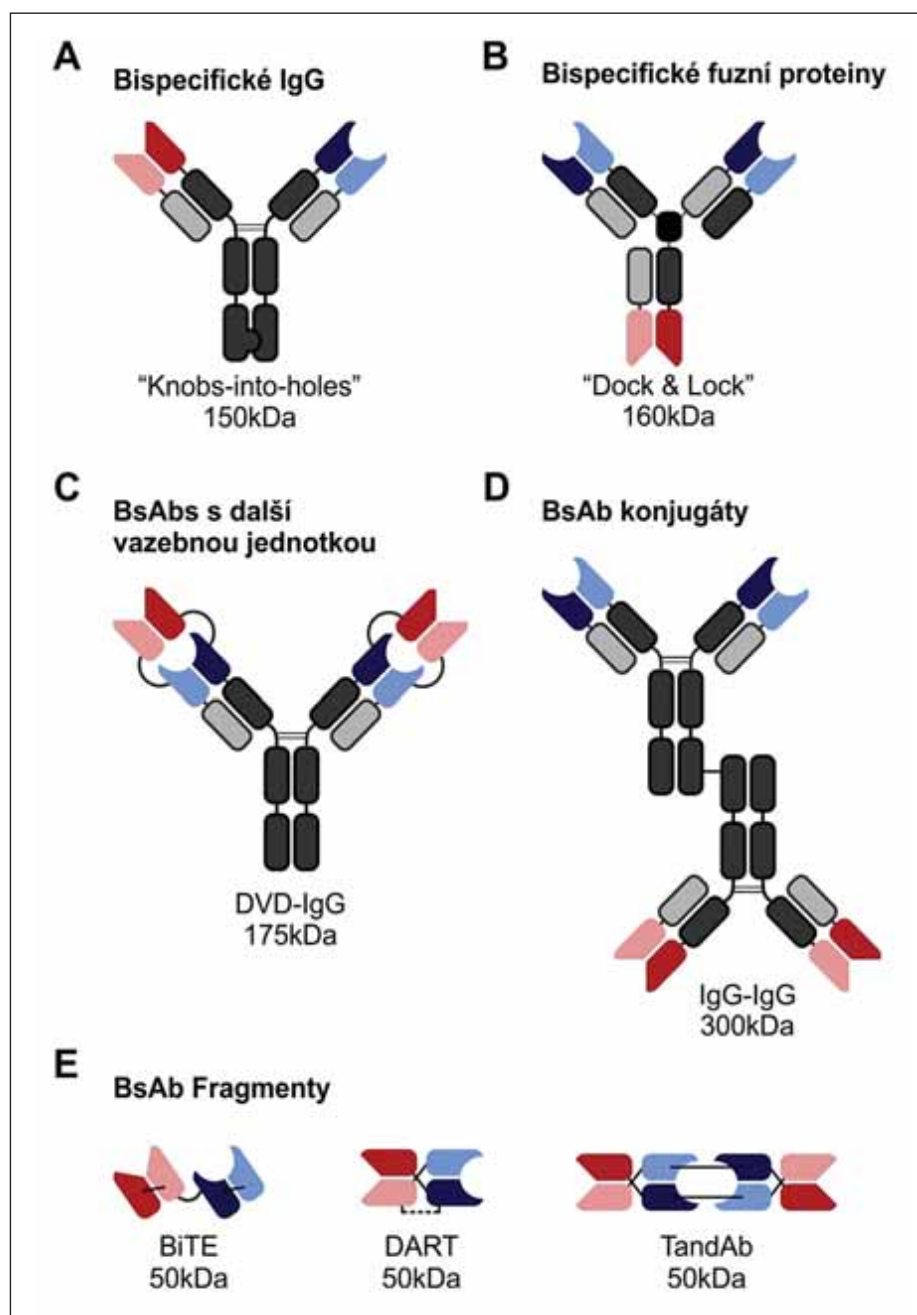 A
Bispecifické IgG
"Knobs-into-holes"
150kDa
B
Bispecifické fuzní proteiny
"Dock & Lock"
160kDa
C
BsAbs s další
vazebnou jednotkou
DVD-IgG
175kDa
D
BsAb konjugáty
IgG-IgG
300kDa
E
BsAb Fragmenty
BiTE
50kDa
DART
50kDa
TandAb
50kDa